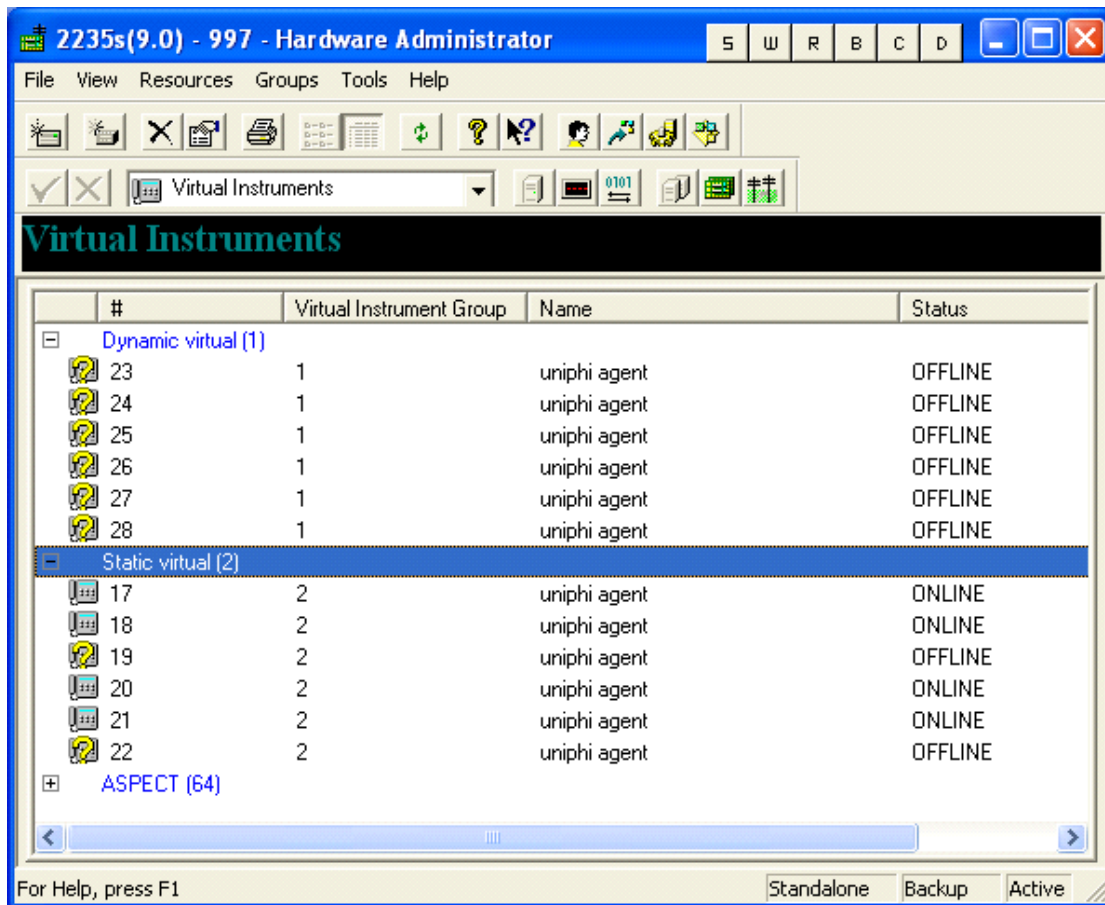 2235s(9.0) - 997 - Hardware Administrator S W R B C D
File View Resources Groups Tools Help
0101
Virtual Instruments
Virtual Instruments
# Virtual Instrument Group Name Status
Dynamic virtual (1)
23 1 uniphi agent OFFLINE
24 1 uniphi agent OFFLINE
25 1 uniphi agent OFFLINE
26 1 uniphi agent OFFLINE
27 1 uniphi agent OFFLINE
28 1 uniphi agent OFFLINE
Static virtual (2)
17 2 uniphi agent ONLINE
18 2 uniphi agent ONLINE
19 2 uniphi agent OFFLINE
20 2 uniphi agent ONLINE
21 2 uniphi agent ONLINE
22 2 uniphi agent OFFLINE
ASPECT (64)
For Help, press F1 Standalone Backup Active